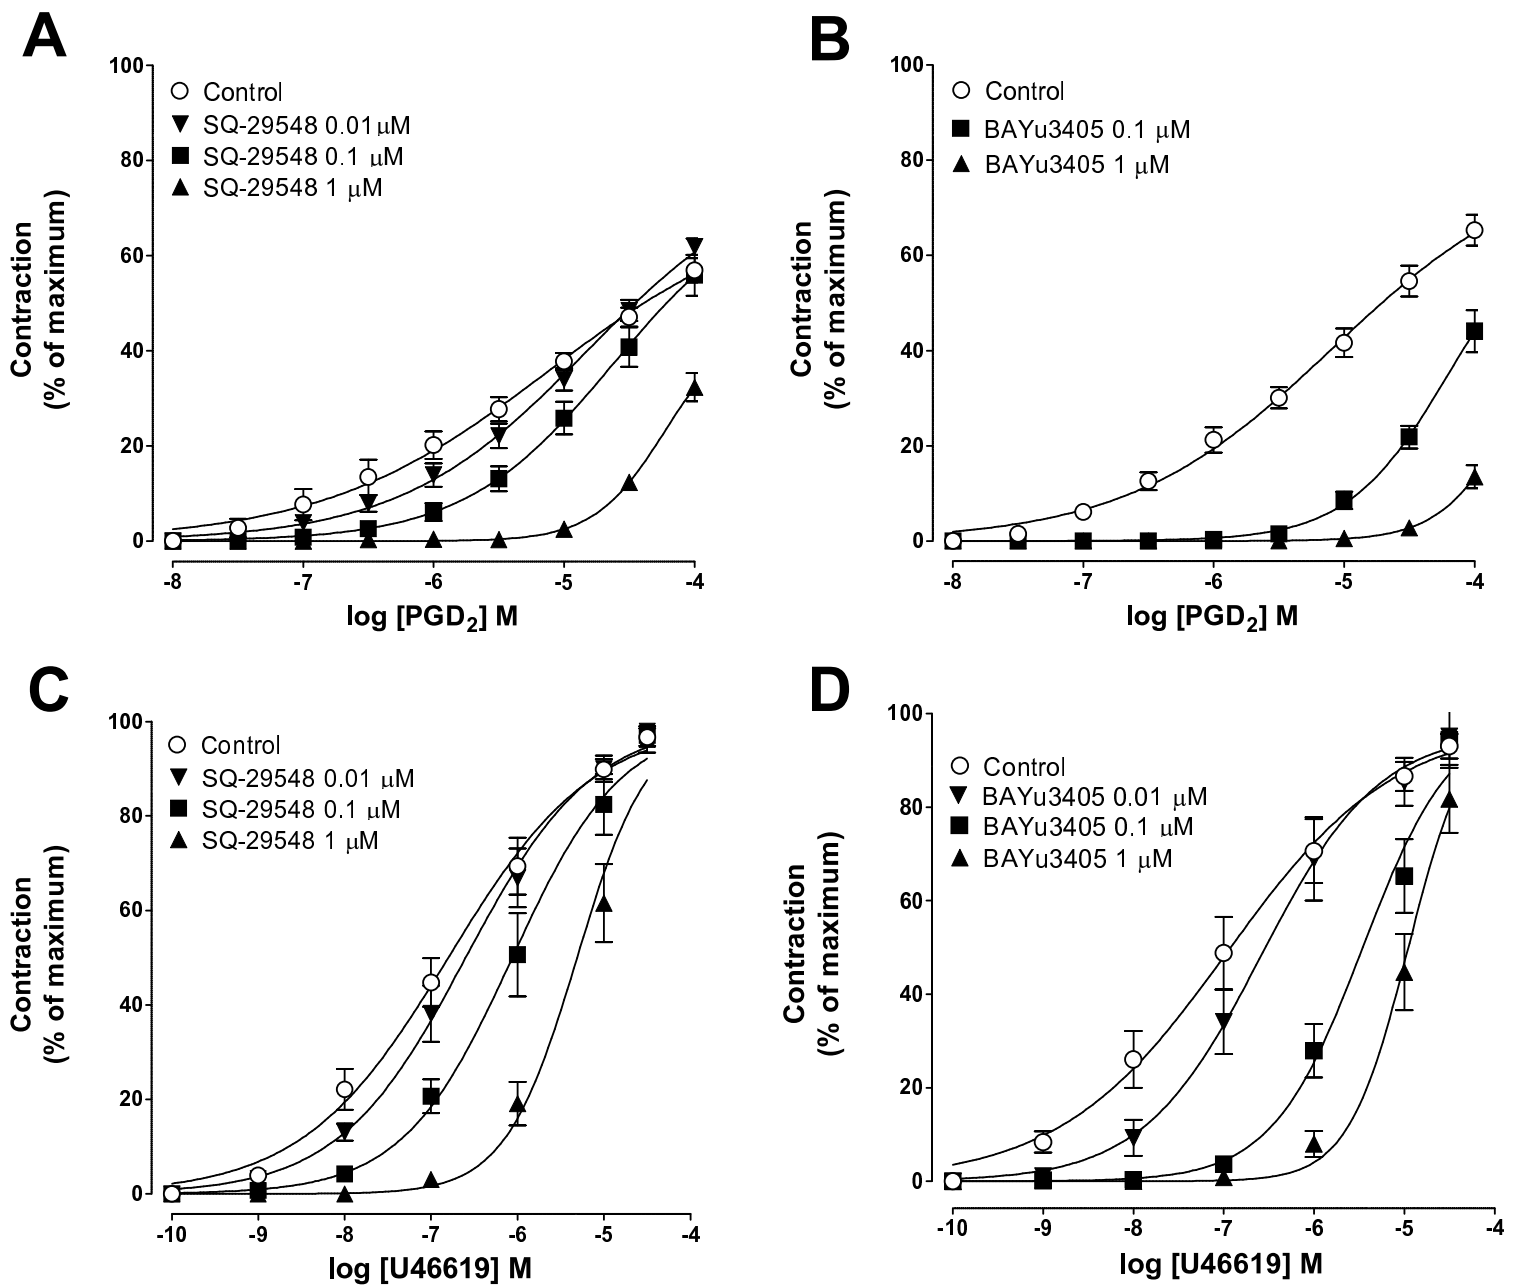 A
100
80
60
40
20
0
Contraction
(% of maximum)
Control
SQ-29548 0.01μM
SQ-29548 0.1 μM
SQ-29548 1 μM
-8 -7 -6 -5 -4
log [PGD2] M
B
100
80
60
40
20
0
Contraction
(% of maximum)
Control
BAYu3405 0.1 μM
BAYu3405 1 μM
-8 -7 -6 -5 -4
log [PGD2] M
C
100
80
60
40
20
0
Contraction
(% of maximum)
Control
SQ-29548 0.01 μM
SQ-29548 0.1 μM
SQ-29548 1 μM
-10 -9 -8 -7 -6 -5 -4
log [U46619] M
D
100
80
60
40
20
0
Contraction
(% of maximum)
Control
BAYu3405 0.01 μM
BAYu3405 0.1 μM
BAYu3405 1 μM
-10 -9 -8 -7 -6 -5 -4
log [U46619] M